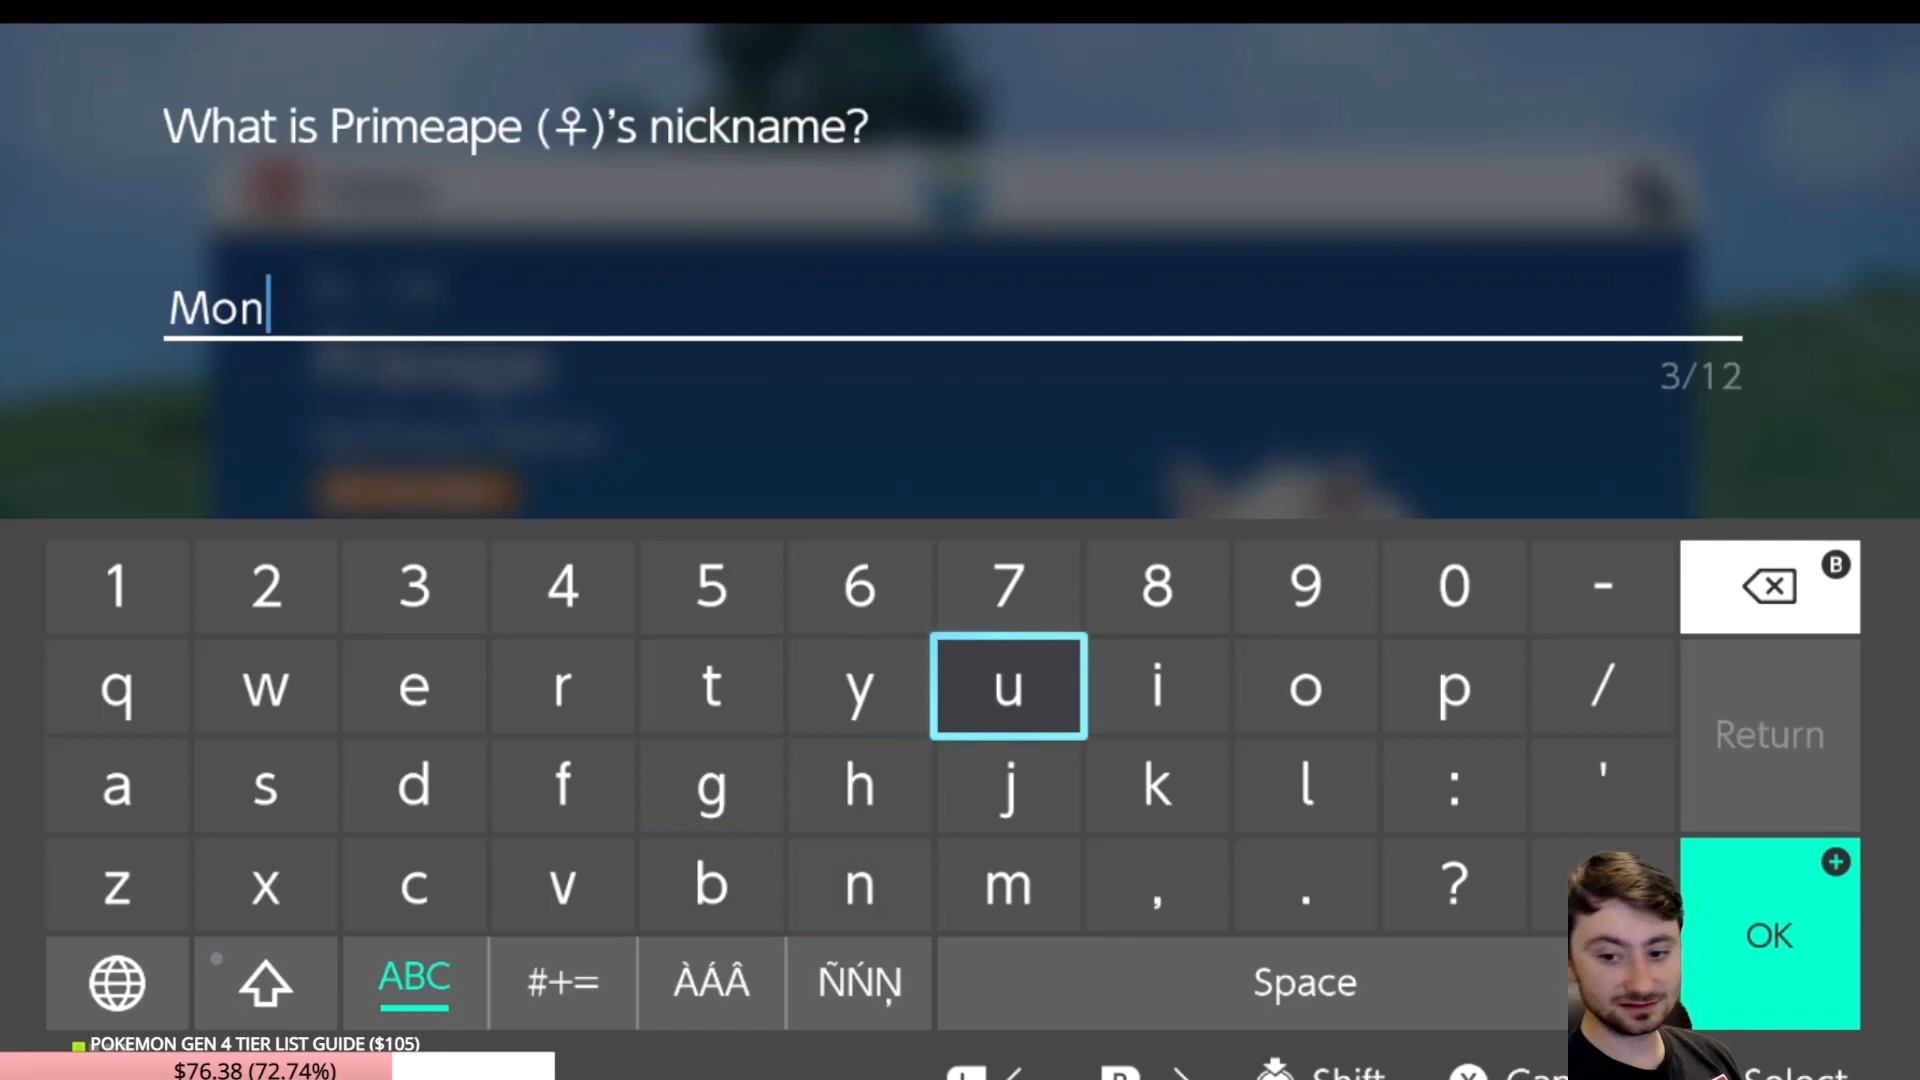 What is Primeape (♀)'s nickname?
Mon
3/12
1 2 3 4 5 6 7 8 9 0 - B
q w e r t y u i o p /
Return
a s d f g h j k l : '
z x c v b n m , . ? +
OK
ABC #+= ÀÁÂ ÑŃŅ Space
POKEMON GEN 4 TIER LIST GUIDE ($105)
$76.38 (72.74%)
L R Shift Select